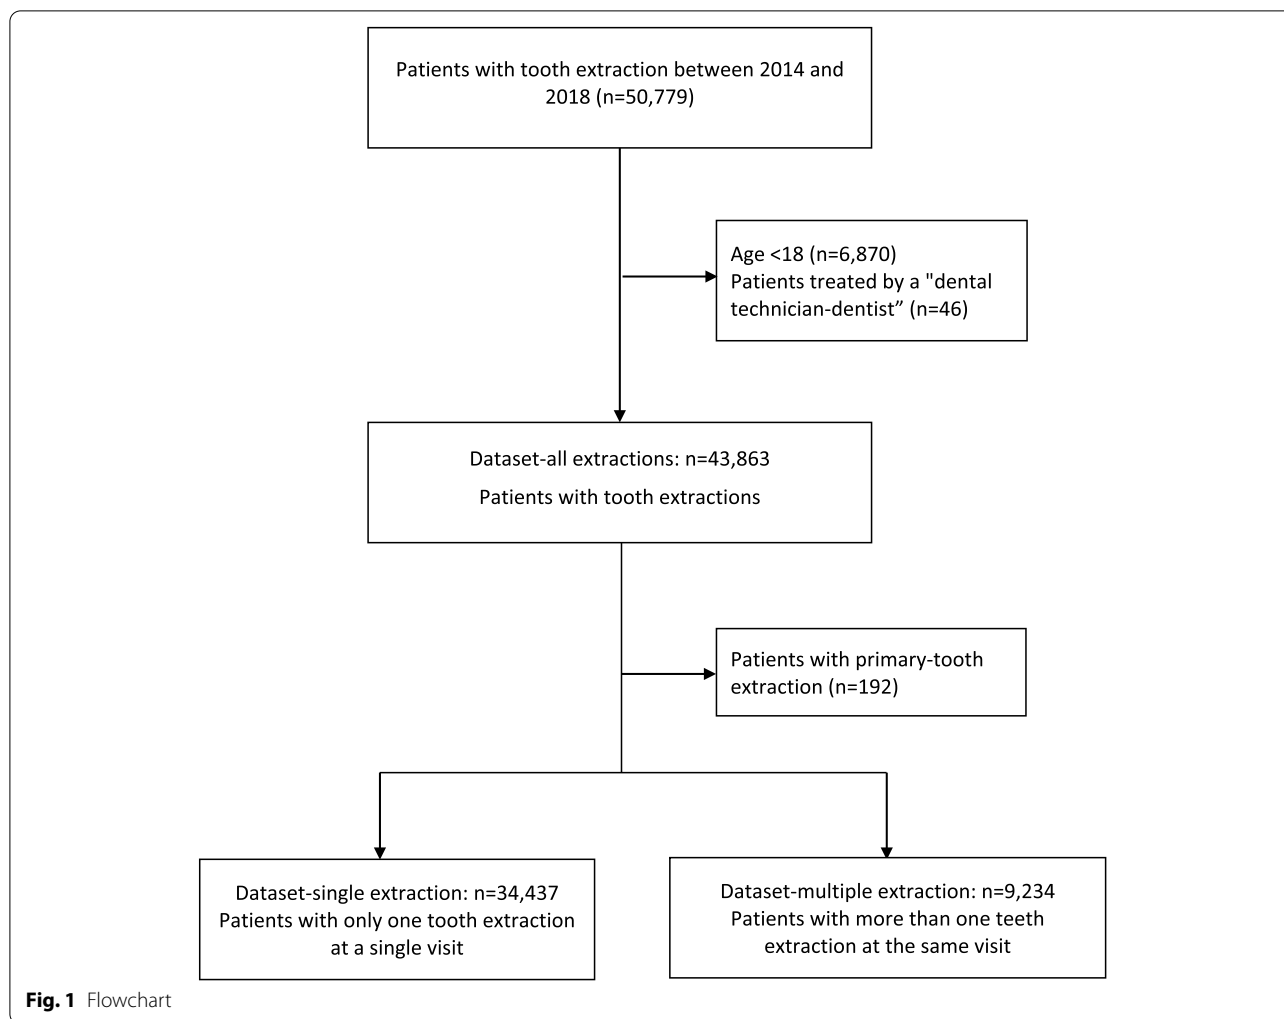 Patients with tooth extraction between 2014 and
2018 (n=50,779)
Age <18 (n=6,870)
Patients treated by a "dental
technician-dentist” (n=46)
Dataset-all extractions: n=43,863
Patients with tooth extractions
Patients with primary-tooth
extraction (n=192)
Dataset-single extraction: n=34,437
Patients with only one tooth extraction
at a single visit
Dataset-multiple extraction: n=9,234
Patients with more than one teeth
extraction at the same visit
Fig. 1 Flowchart